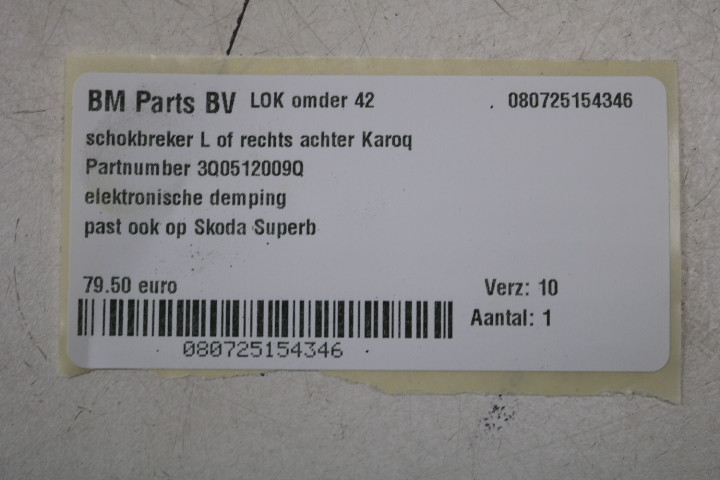 BM Parts BV LOK omder 42 080725154346
schokbreker L of rechts achter Karoq
Partnumber 3Q0512009Q
elektronische demping
past ook op Skoda Superb
79.50 euro Verz: 10
Aantal: 1
080725154346